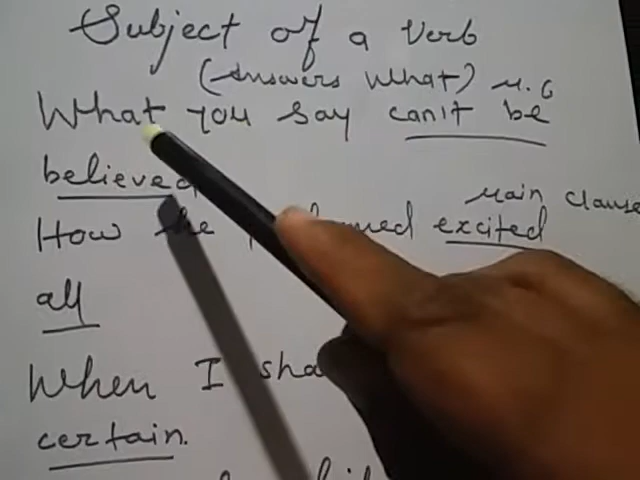 Subject of a Verb
(Answers What) M.C
What you say can't be
believed
Main Clause
How he excited
all
When I
certain.